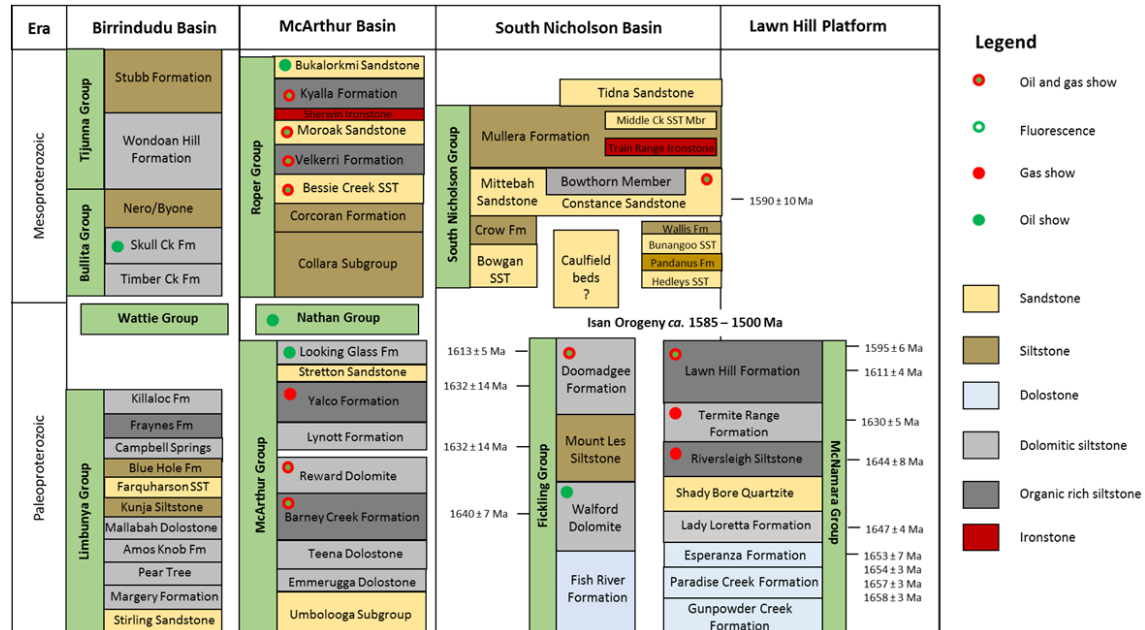 Era
Birrindudu Basin
McArthur Basin
South Nicholson Basin
Lawn Hill Platform
Mesoproterozoic
Paleoproterozoic
Tijunna Group
Stubb Formation
Wondoan Hill
Formation
Bullita Group
Nero/Byone
Skull Ck Fm
Timber Ck Fm
Wattie Group
Limbunya Group
Killaloc Fm
Fraynes Fm
Campbell Springs
Blue Hole Fm
Farquharson SST
Kunja Siltstone
Mallabah Dolostone
Amos Knob Fm
Pear Tree
Margery Formation
Stirling Sandstone
Roper Group
Bukalorkmi Sandstone
Kyalla Formation
Sherwin Ironstone
Moroak Sandstone
Velkerri Formation
Bessie Creek SST
Corcoran Formation
Collara Subgroup
Nathan Group
McArthur Group
Looking Glass Fm
Stretton Sandstone
Yalco Formation
Lynott Formation
Reward Dolomite
Barney Creek Formation
Teena Dolostone
Emmerugga Dolostone
Umbolooga Subgroup
South Nicholson Group
Tidna Sandstone
Mullera Formation
Middle Ck SST Mbr
Train Range Ironstone
Mittebah
Sandstone
Bowthorn Member
Constance Sandstone
Crow Fm
Bowgan
SST
Caulfield
beds
?
Wallis Fm
Bunangoo SST
Pandanus Fm
Hedleys SST
1590 ± 10 Ma
Isan Orogeny ca. 1585 – 1500 Ma
1613 ± 5 Ma
1632 ± 14 Ma
1632 ± 14 Ma
1640 ± 7 Ma
Fickling Group
Doomadgee
Formation
Mount Les
Siltstone
Walford
Dolomite
Fish River
Formation
Lawn Hill Formation
Termite Range
Formation
Riversleigh Siltstone
Shady Bore Quartzite
Lady Loretta Formation
Esperanza Formation
Paradise Creek Formation
Gunpowder Creek
Formation
McNamara Group
1595 ± 6 Ma
1611 ± 4 Ma
1630 ± 5 Ma
1644 ± 8 Ma
1647 ± 4 Ma
1653 ± 7 Ma
1654 ± 3 Ma
1657 ± 3 Ma
1658 ± 3 Ma
Legend
Oil and gas show
Fluorescence
Gas show
Oil show
Sandstone
Siltstone
Dolostone
Dolomitic siltstone
Organic rich siltstone
Ironstone